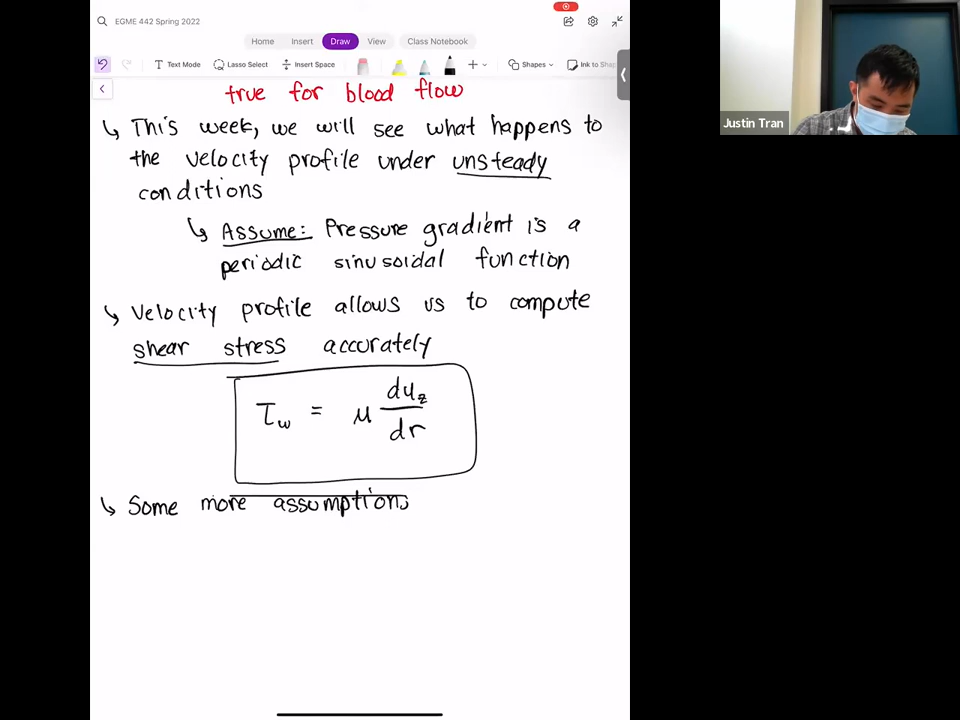 EGME 442 Spring 2022
Home Insert Draw View Class Notebook
Text Mode Lasso Select Insert Space Shapes Ink to Shap
true for blood flow
↳ This week, we will see what happens to
the velocity profile under unsteady
conditions
↳ Assume: Pressure gradient is a
periodic sinusoidal function
↳ Velocity profile allows us to compute
shear stress accurately
τw = μ duz/dr
↳ Some more assumptions
Justin Tran